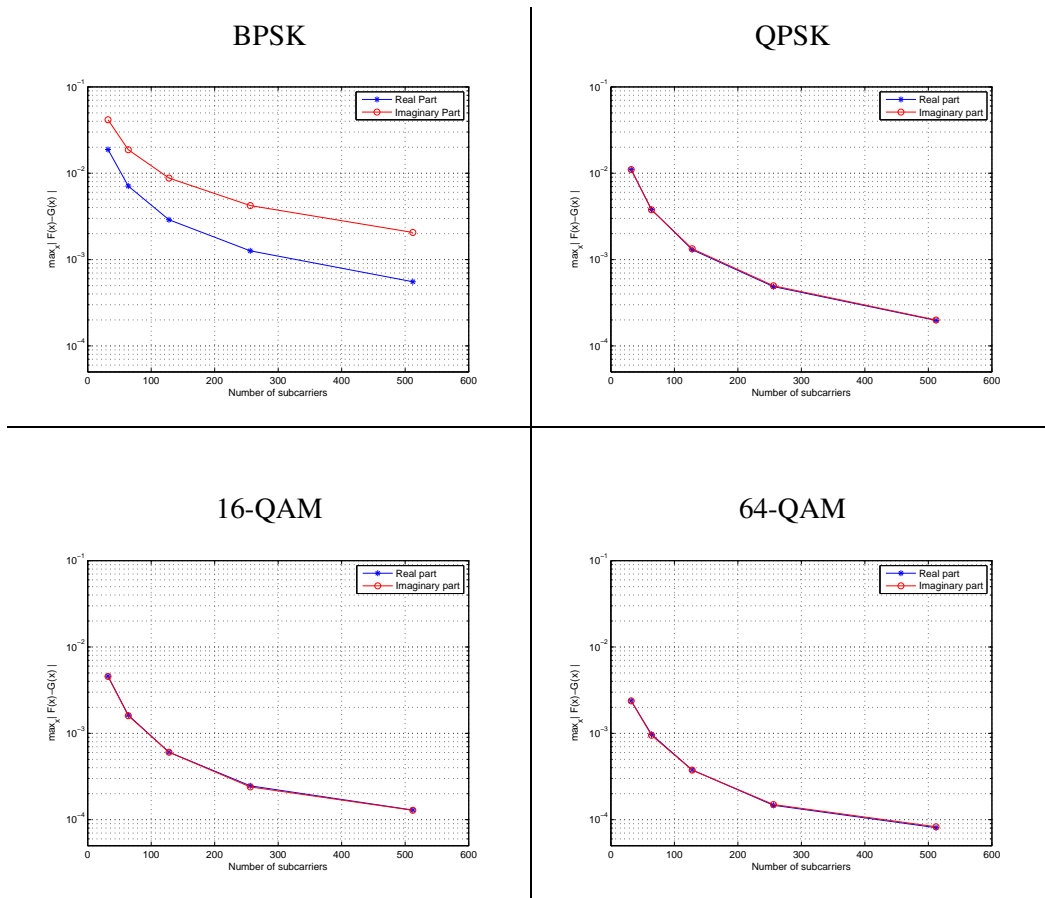 BPSK
10⁻¹
10⁻²
10⁻³
10⁻⁴
max_x| F(x)−G(x) |
Real Part
Imaginary Part
0 100 200 300 400 500 600
Number of subcarriers
QPSK
10⁻¹
10⁻²
10⁻³
10⁻⁴
max_x| F(x)−G(x) |
Real part
Imaginary part
0 100 200 300 400 500 600
Number of subcarriers
16-QAM
10⁻¹
10⁻²
10⁻³
10⁻⁴
max_x| F(x)−G(x) |
Real part
Imaginary part
0 100 200 300 400 500 600
Number of subcarriers
64-QAM
10⁻¹
10⁻²
10⁻³
10⁻⁴
max_x| F(x)−G(x) |
Real part
Imaginary part
0 100 200 300 400 500 600
Number of subcarriers